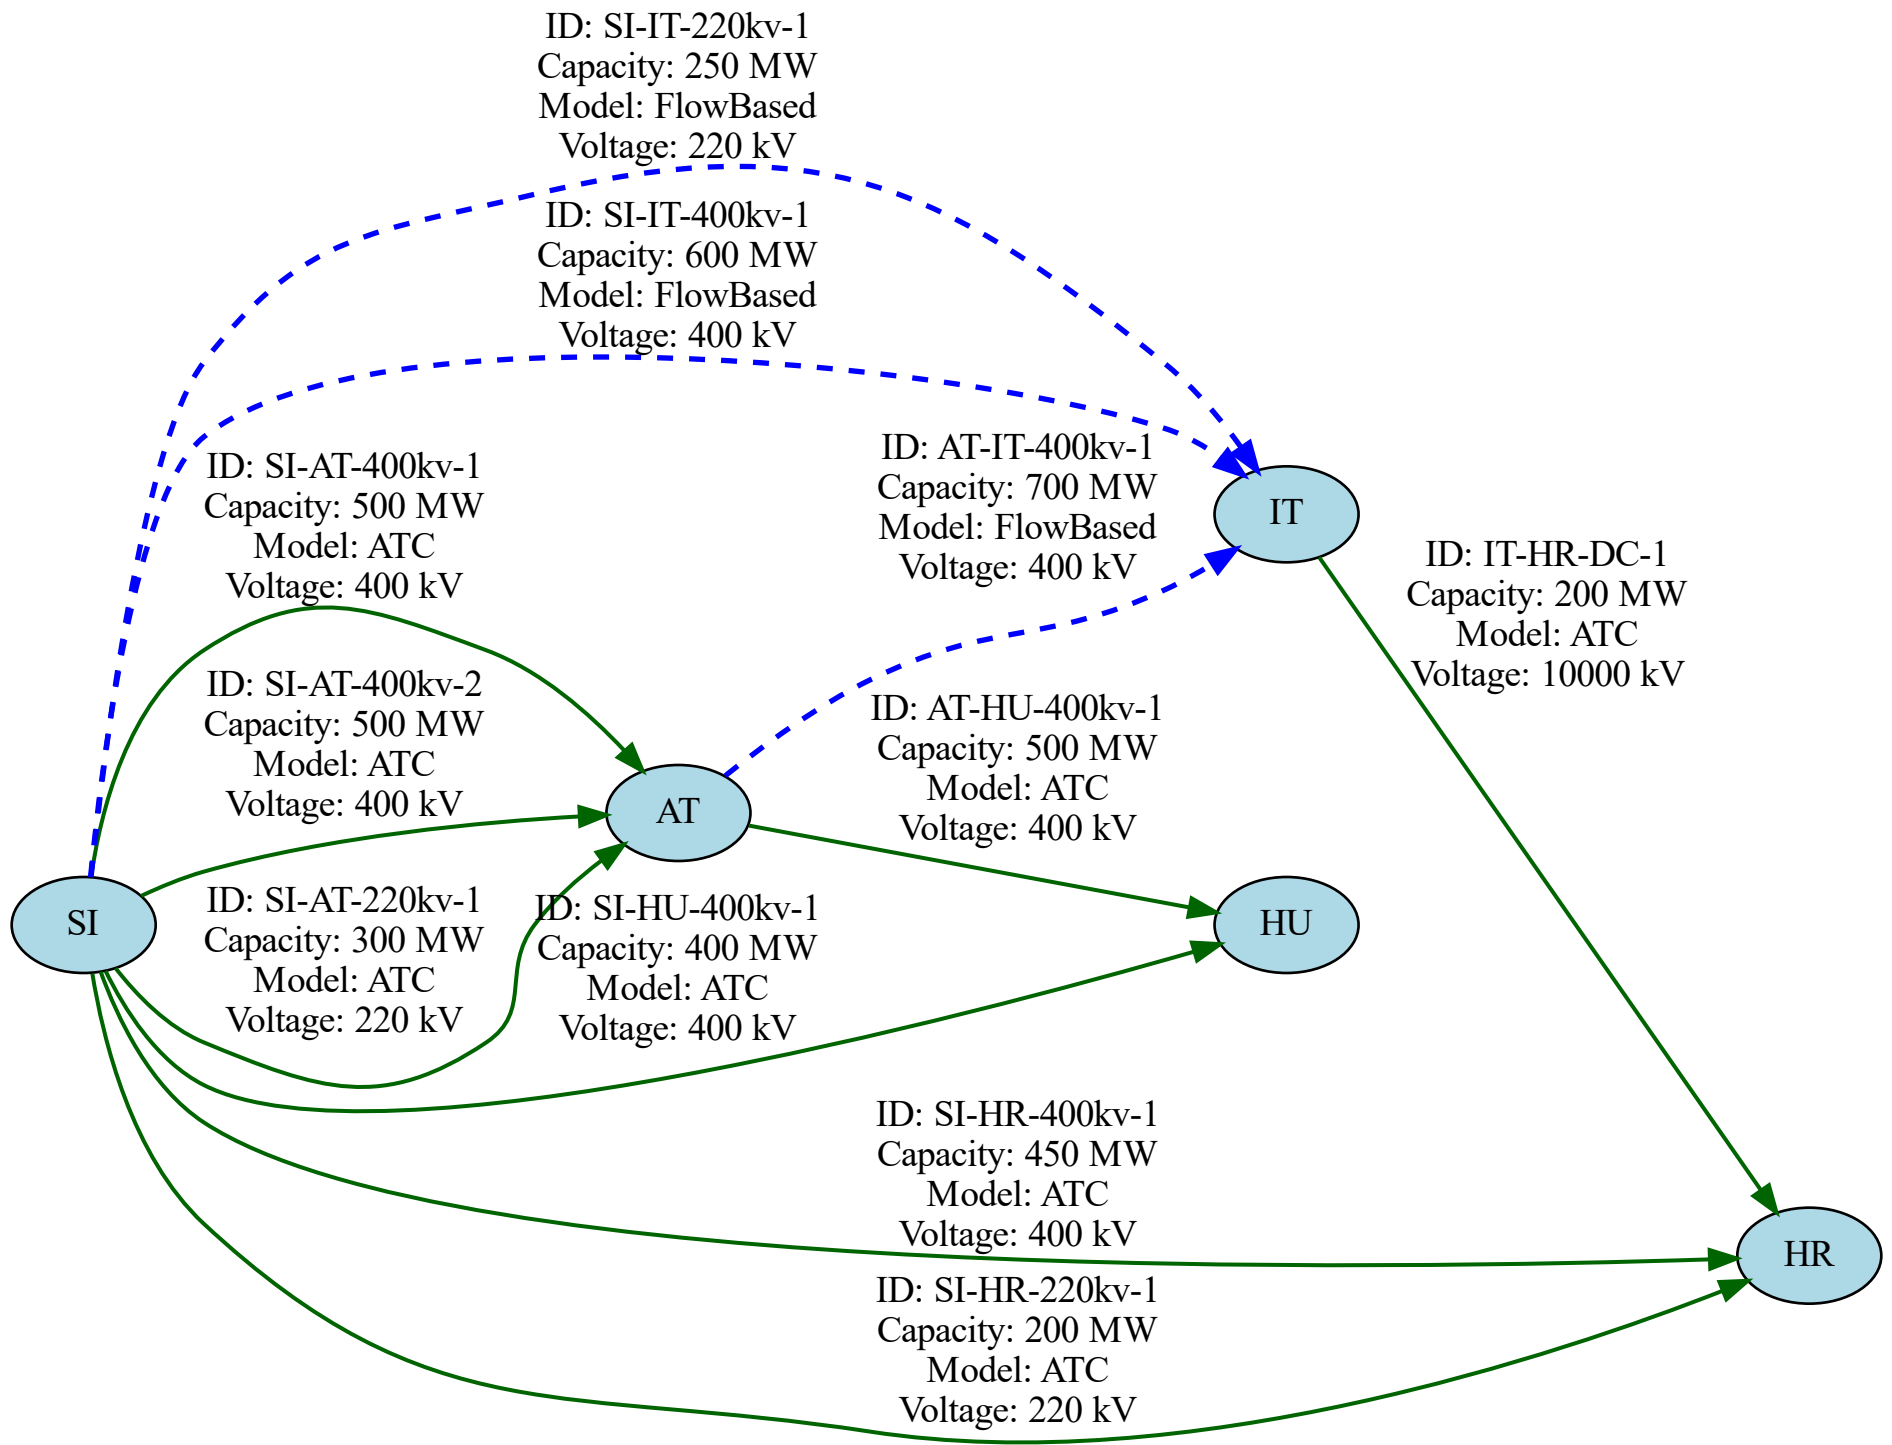 ID: SI-IT-220kv-1
Capacity: 250 MW
Model: FlowBased
Voltage: 220 kV
ID: SI-IT-400kv-1
Capacity: 600 MW
Model: FlowBased
Voltage: 400 kV
ID: SI-AT-400kv-1
Capacity: 500 MW
Model: ATC
Voltage: 400 kV
ID: AT-IT-400kv-1
Capacity: 700 MW
Model: FlowBased
Voltage: 400 kV
IT
ID: IT-HR-DC-1
Capacity: 200 MW
Model: ATC
Voltage: 10000 kV
ID: SI-AT-400kv-2
Capacity: 500 MW
Model: ATC
Voltage: 400 kV
AT
ID: AT-HU-400kv-1
Capacity: 500 MW
Model: ATC
Voltage: 400 kV
SI
ID: SI-AT-220kv-1
Capacity: 300 MW
Model: ATC
Voltage: 220 kV
ID: SI-HU-400kv-1
Capacity: 400 MW
Model: ATC
Voltage: 400 kV
HU
ID: SI-HR-400kv-1
Capacity: 450 MW
Model: ATC
Voltage: 400 kV
HR
ID: SI-HR-220kv-1
Capacity: 200 MW
Model: ATC
Voltage: 220 kV